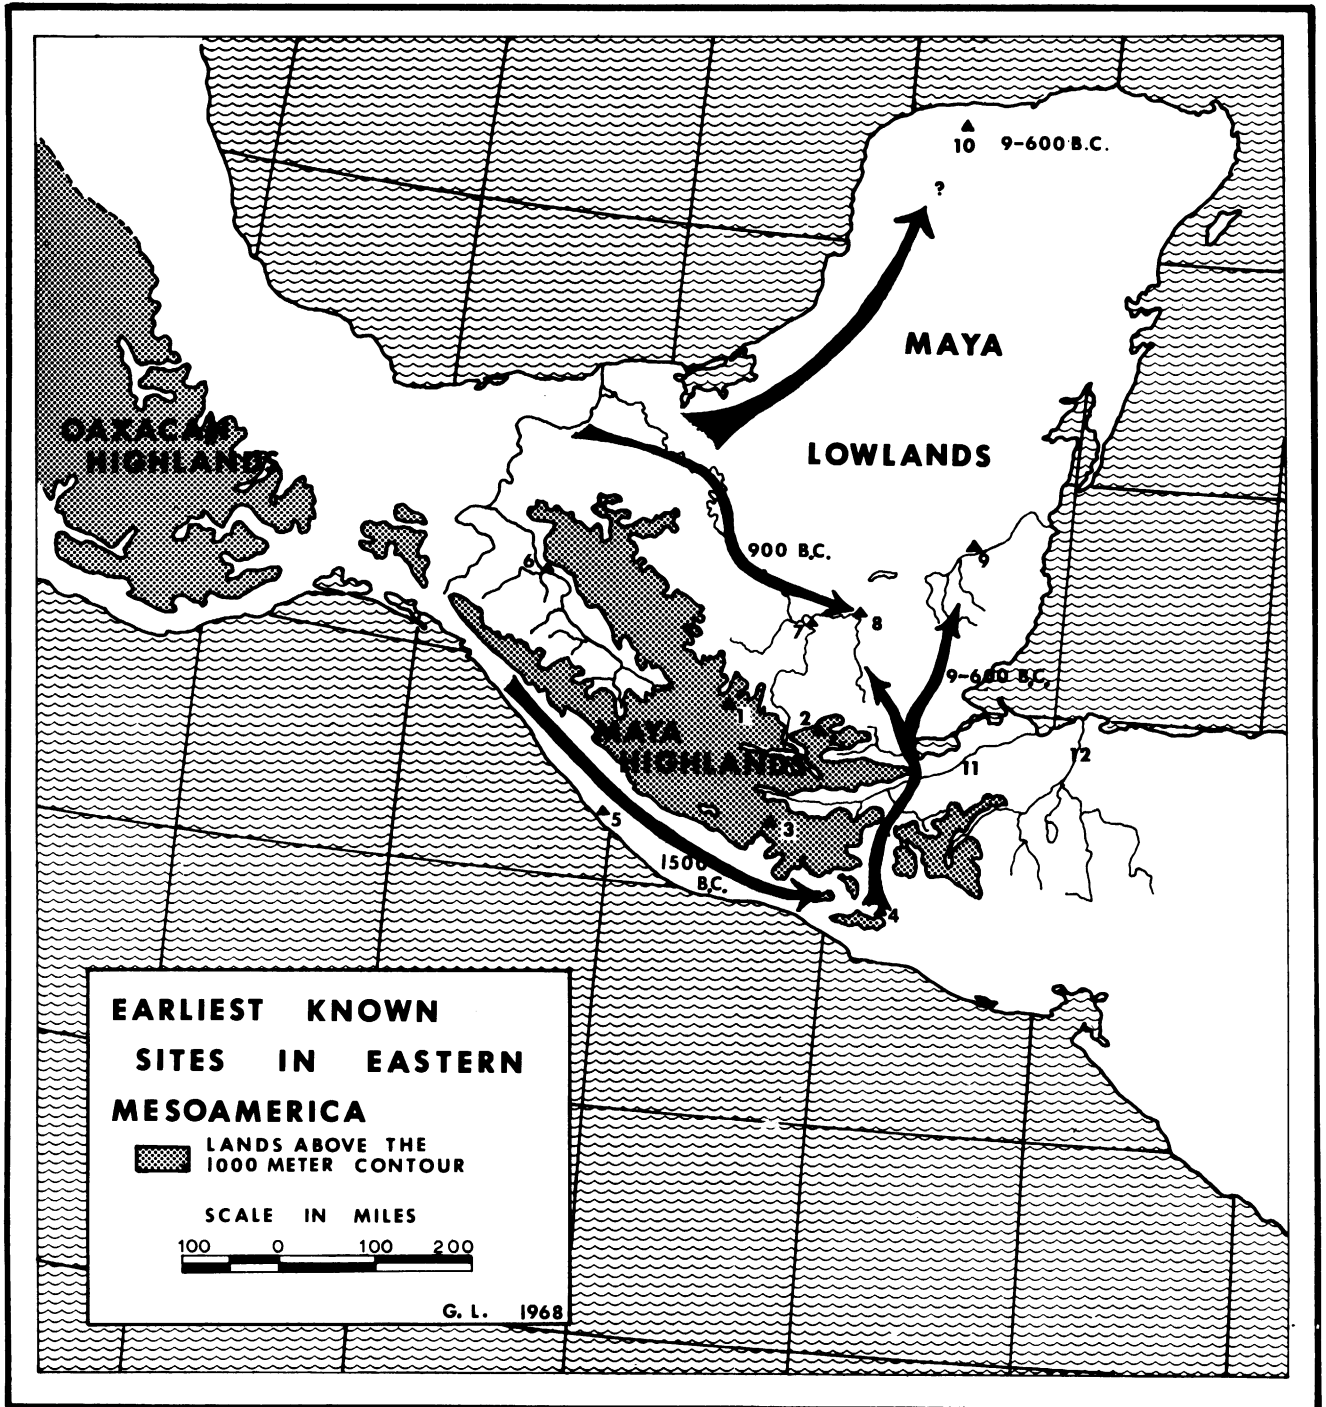 10 9-600 B.C.
?
MAYA
LOWLANDS
OAXACAN
HIGHLANDS
900 B.C.
6
9
7
8
9-600 B.C.
1
2
MAYA
HIGHLANDS
11
12
5
3
1500
B.C.
4
EARLIEST KNOWN
SITES IN EASTERN
MESOAMERICA
LANDS ABOVE THE
1000 METER CONTOUR
SCALE IN MILES
100 0 100 200
G. L. 1968